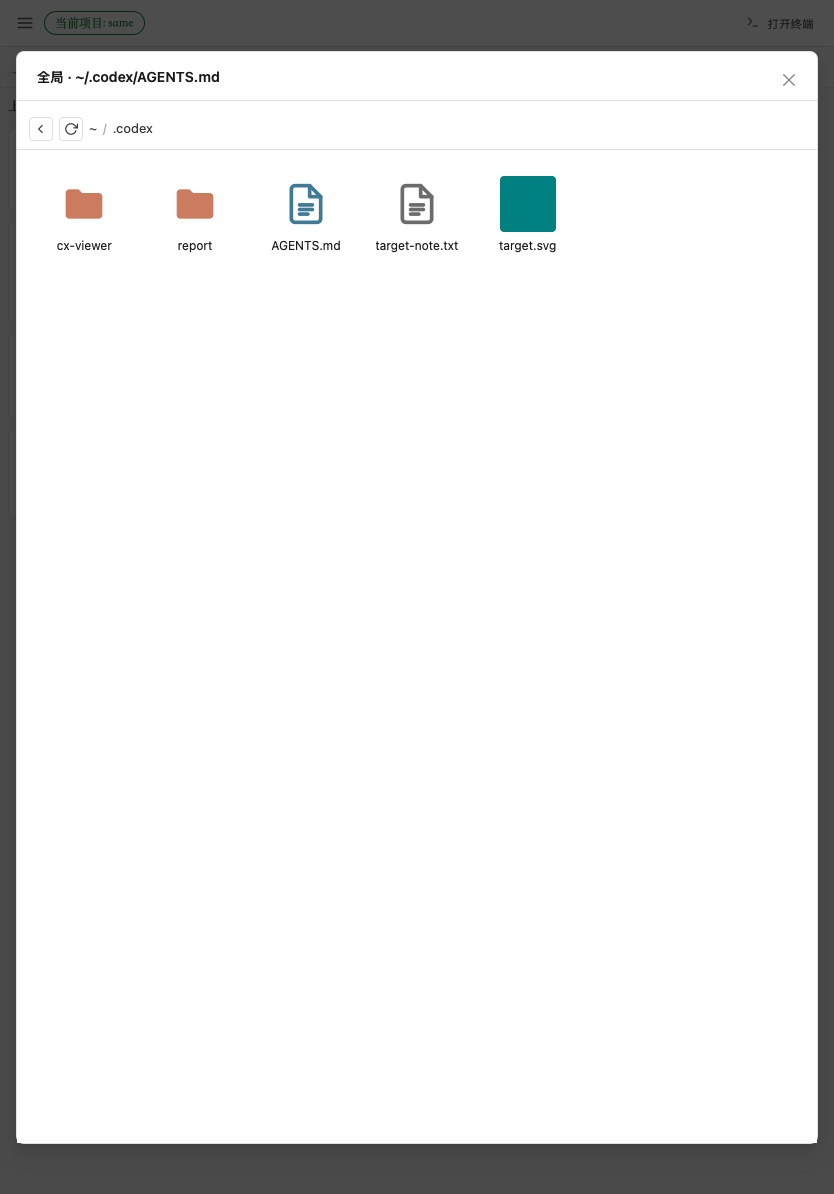 当前项目: same
打开终端
全局 · ~/.codex/AGENTS.md
~ / .codex
cx-viewer
report
AGENTS.md
target-note.txt
target.svg